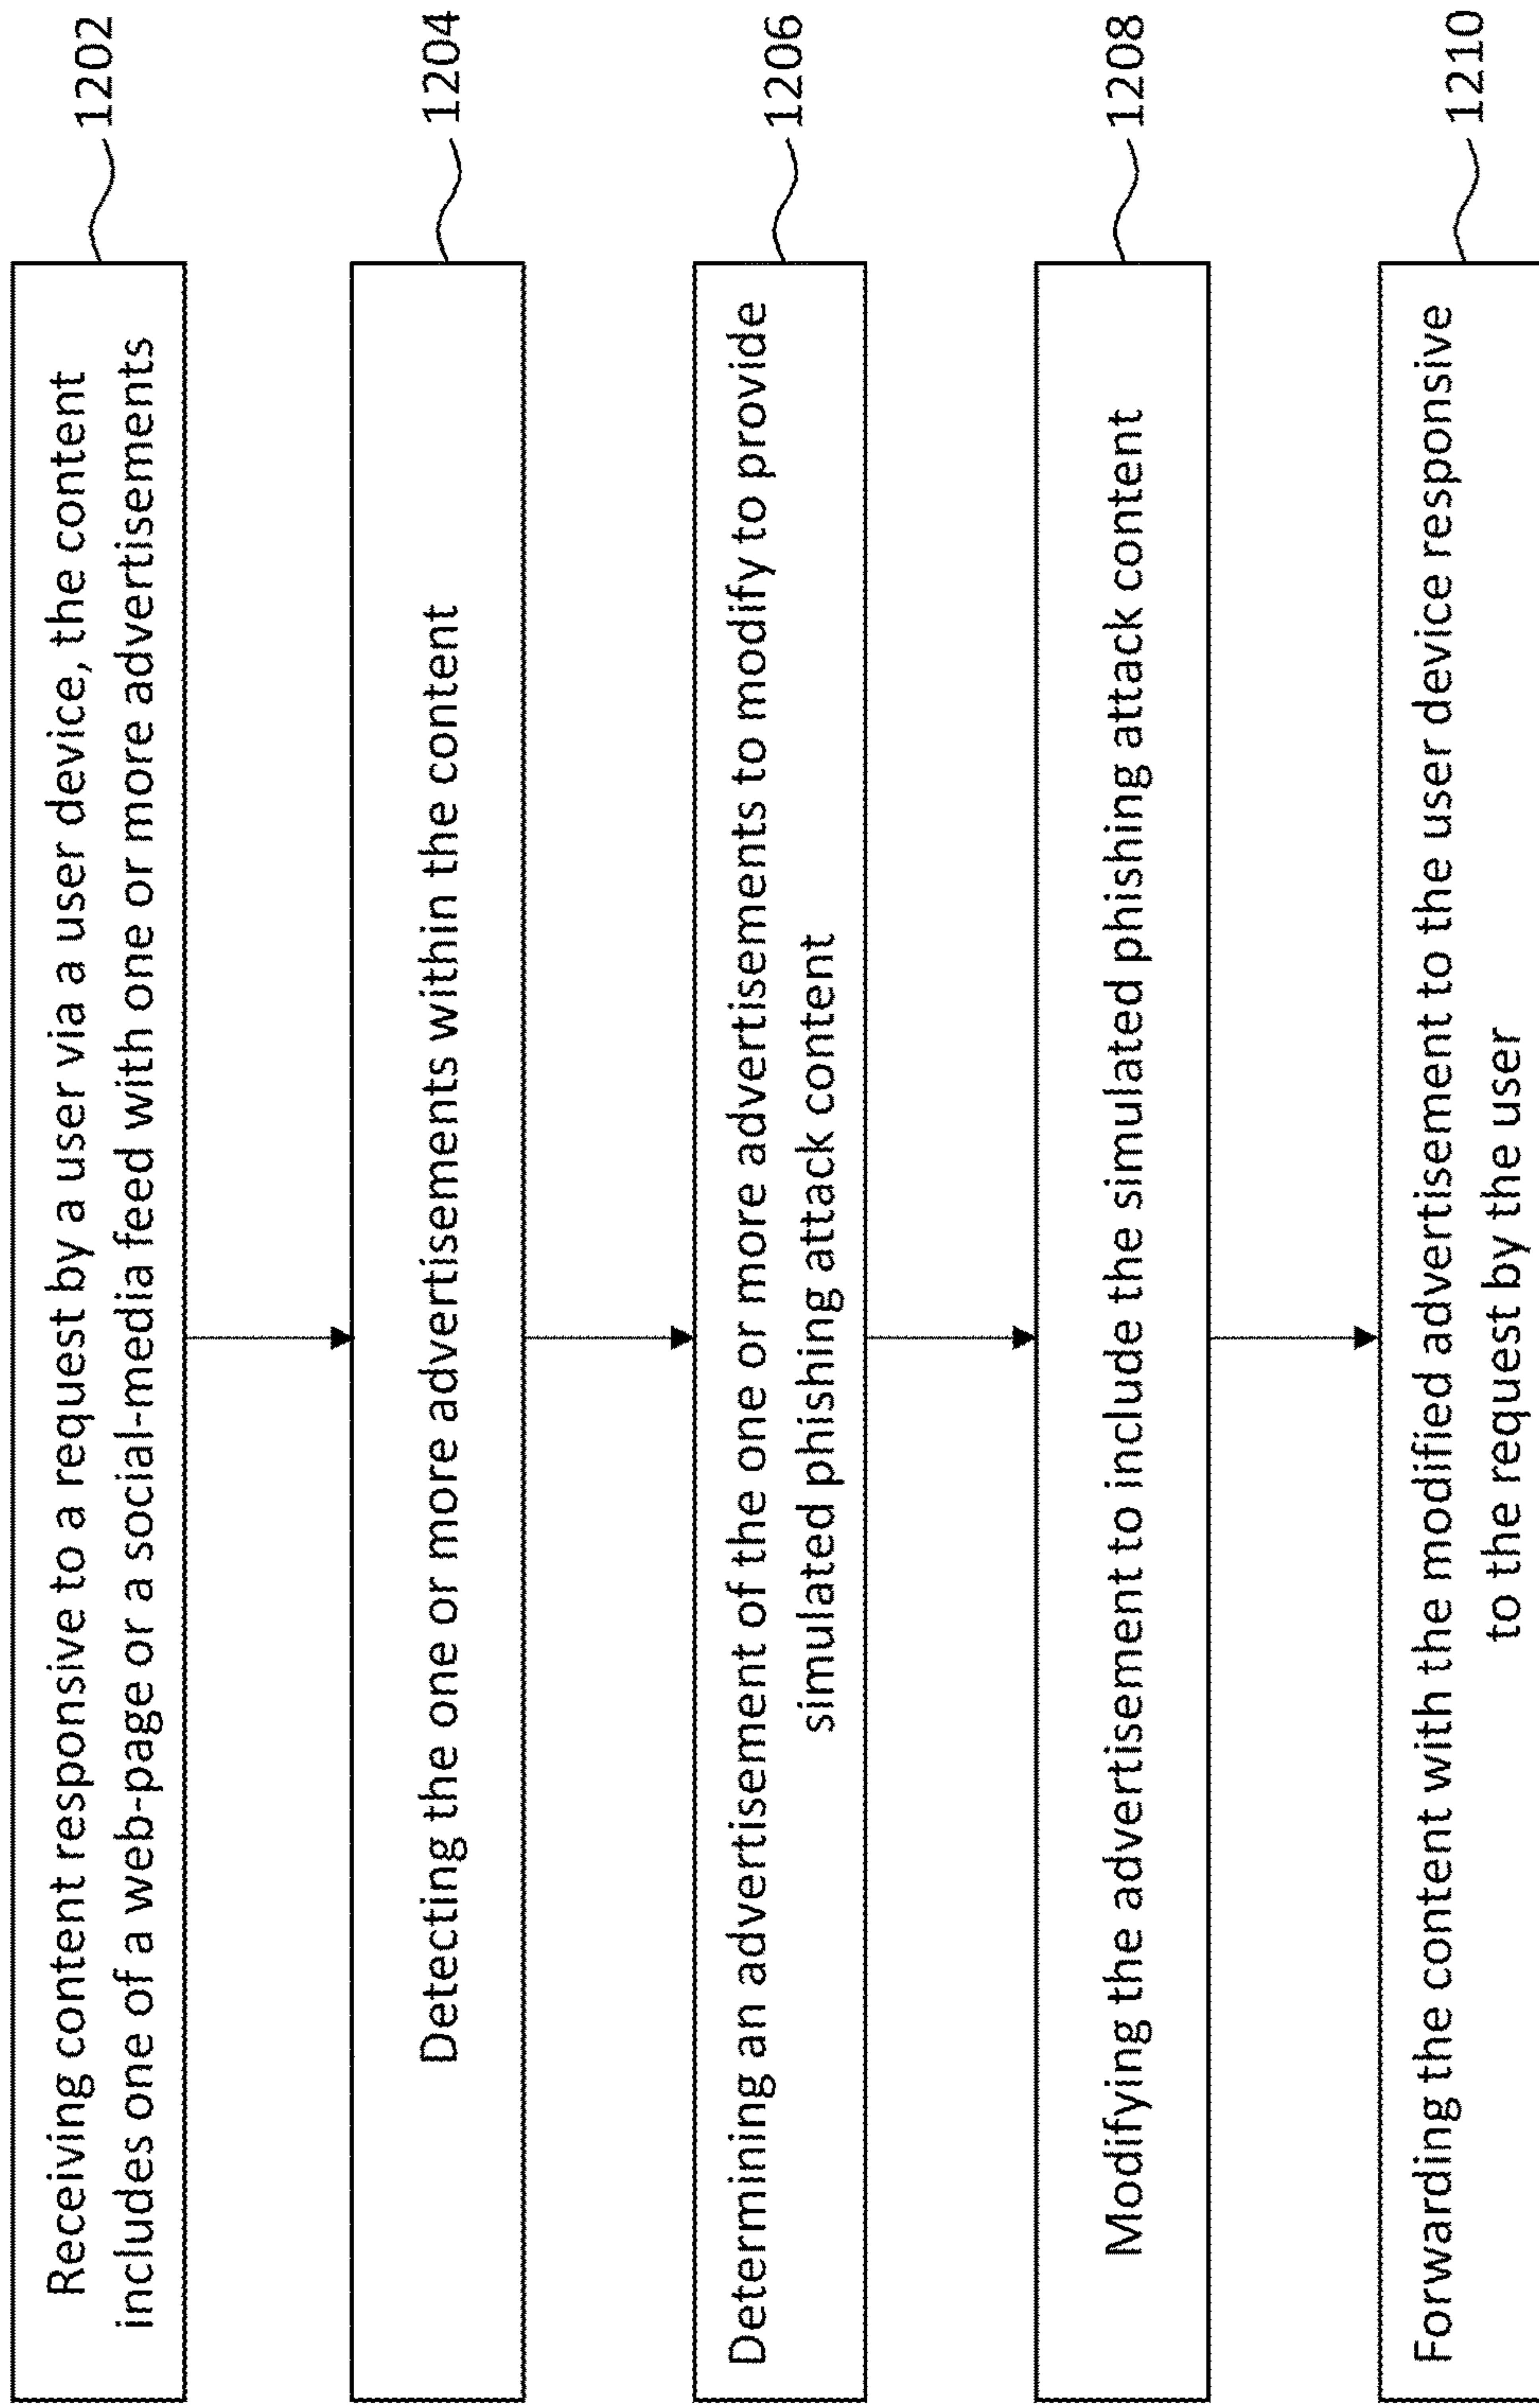 Receiving content responsive to a request by a user via a user device, the content
includes one of a web-page or a social-media feed with one or more advertisements
1202
Detecting the one or more advertisements within the content
1204
Determining an advertisement of the one or more advertisements to modify to provide
simulated phishing attack content
1206
Modifying the advertisement to include the simulated phishing attack content
1208
Forwarding the content with the modified advertisement to the user device responsive
to the request by the user
1210